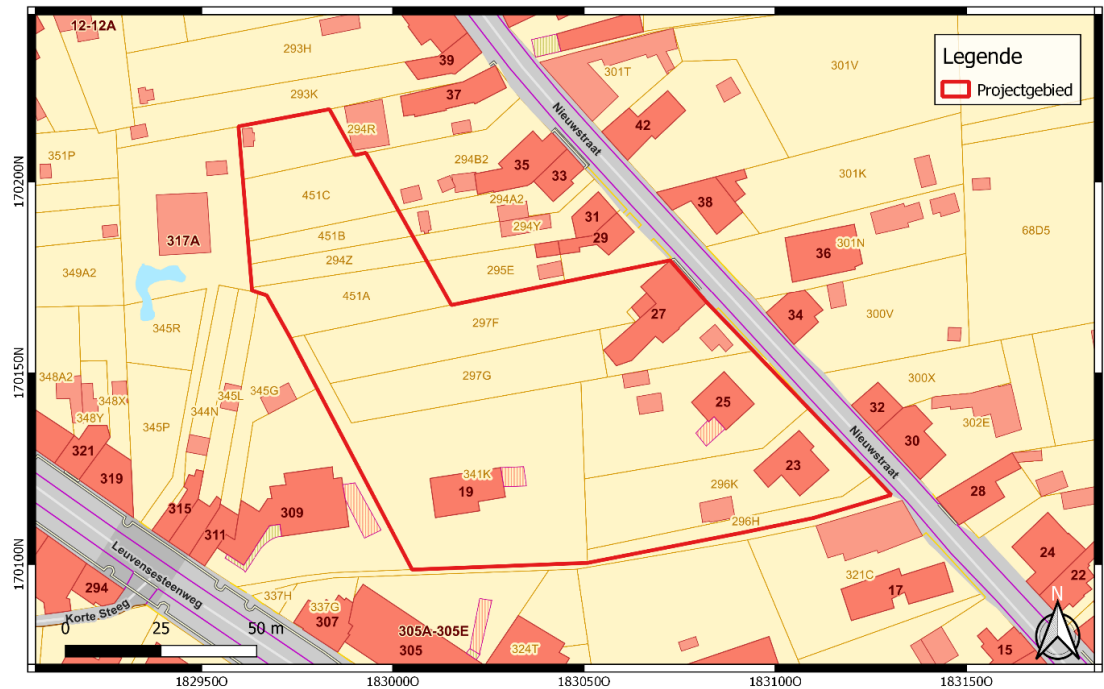 12-12A
293H
39
301T
301V
Legende
Projectgebied
293K
37
Nieuwstraat
294R
42
351P
294B2
35
33
301K
451C
294A2
38
317A
451B
31
294Y
29
68D5
349A2
294Z
295E
36
301N
451A
345R
297F
27
34
300V
348A2
348X
348Y
345L
345G
344N
345P
297G
300X
25
32
302E
321
319
Nieuwstraat
30
341K
19
23
28
315
311
309
296K
296H
Leuvensesteenweg
24
22
294
321C
17
Korte Steeg
337H
337G
307
305A-305E
305
324T
15
N
0
25
50 m
182950O
183000O
183050O
183100O
183150O
170200N
170150N
170100N